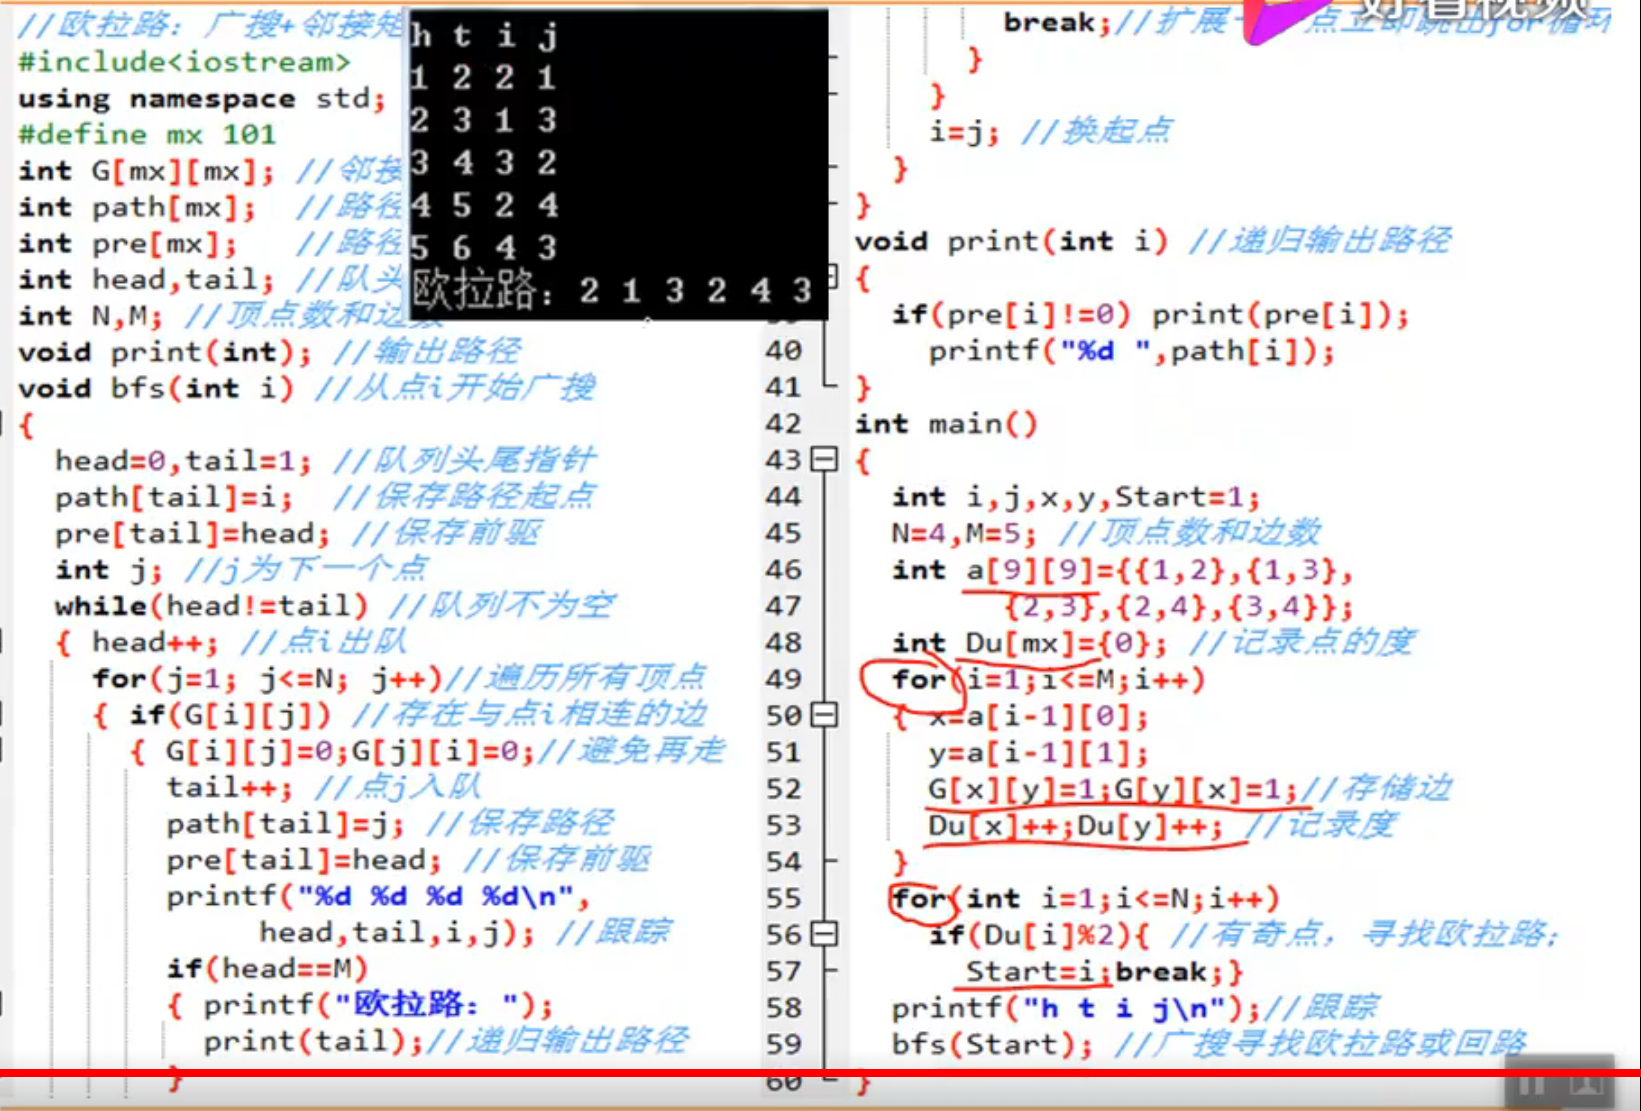 //欧拉路：广搜+邻接矩
#include<iostream>
using namespace std;
#define mx 101
int G[mx][mx]; //邻接
int path[mx]; //路径
int pre[mx]; //路径
int head,tail; //队头
int N,M; //顶点数和边数
void print(int); //输出路径
void bfs(int i) //从点i开始广搜
{
head=0,tail=1; //队列头尾指针
path[tail]=i; //保存路径起点
pre[tail]=head; //保存前驱
int j; //j为下一个点
while(head!=tail) //队列不为空
{ head++; //点i出队
for(j=1; j<=N; j++)//遍历所有顶点
{ if(G[i][j]) //存在与点i相连的边
{ G[i][j]=0;G[j][i]=0;//避免再走
tail++; //点j入队
path[tail]=j; //保存路径
pre[tail]=head; //保存前驱
printf("%d %d %d %d\n",
head,tail,i,j); //跟踪
if(head==M)
{ printf("欧拉路: ");
print(tail);//递归输出路径
}
h t i j
1 2 2 1
2 3 1 3
3 4 3 2
4 5 2 4
5 6 4 3
欧拉路: 2 1 3 2 4 3
好看视频
break;//扩展一点立即跳出for循环
}
}
i=j; //换起点
}
}
void print(int i) //递归输出路径
{
if(pre[i]!=0) print(pre[i]);
40 printf("%d ",path[i]);
41 }
42 int main()
43 {
44 int i,j,x,y,Start=1;
45 N=4,M=5; //顶点数和边数
46 int a[9][9]={{1,2},{1,3},
47 {2,3},{2,4},{3,4}};
48 int Du[mx]={0}; //记录点的度
49 for(i=1;i<=M;i++)
50 { x=a[i-1][0];
51 y=a[i-1][1];
52 G[x][y]=1;G[y][x]=1;//存储边
53 Du[x]++;Du[y]++; //记录度
54 }
55 for(int i=1;i<=N;i++)
56 if(Du[i]%2){ //有奇点，寻找欧拉路;
57 Start=i;break;}
58 printf("h t i j\n");//跟踪
59 bfs(Start); //广搜寻找欧拉路或回路
60 }